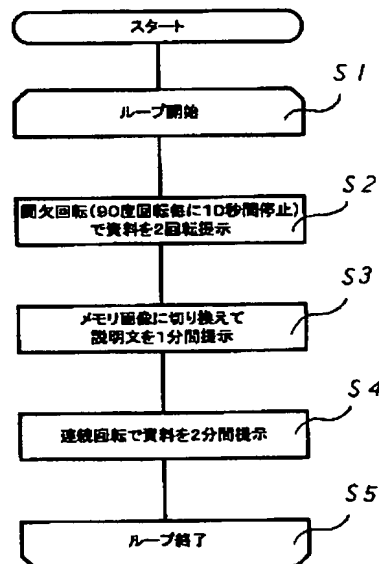 スタート
S1
ループ開始
S2
間欠回転(90度回転毎に10秒間停止)
で資料を2回転提示
S3
メモリ画像に切り換えて
説明文を1分間提示
S4
連続回転で資料を2分間提示
S5
ループ終了